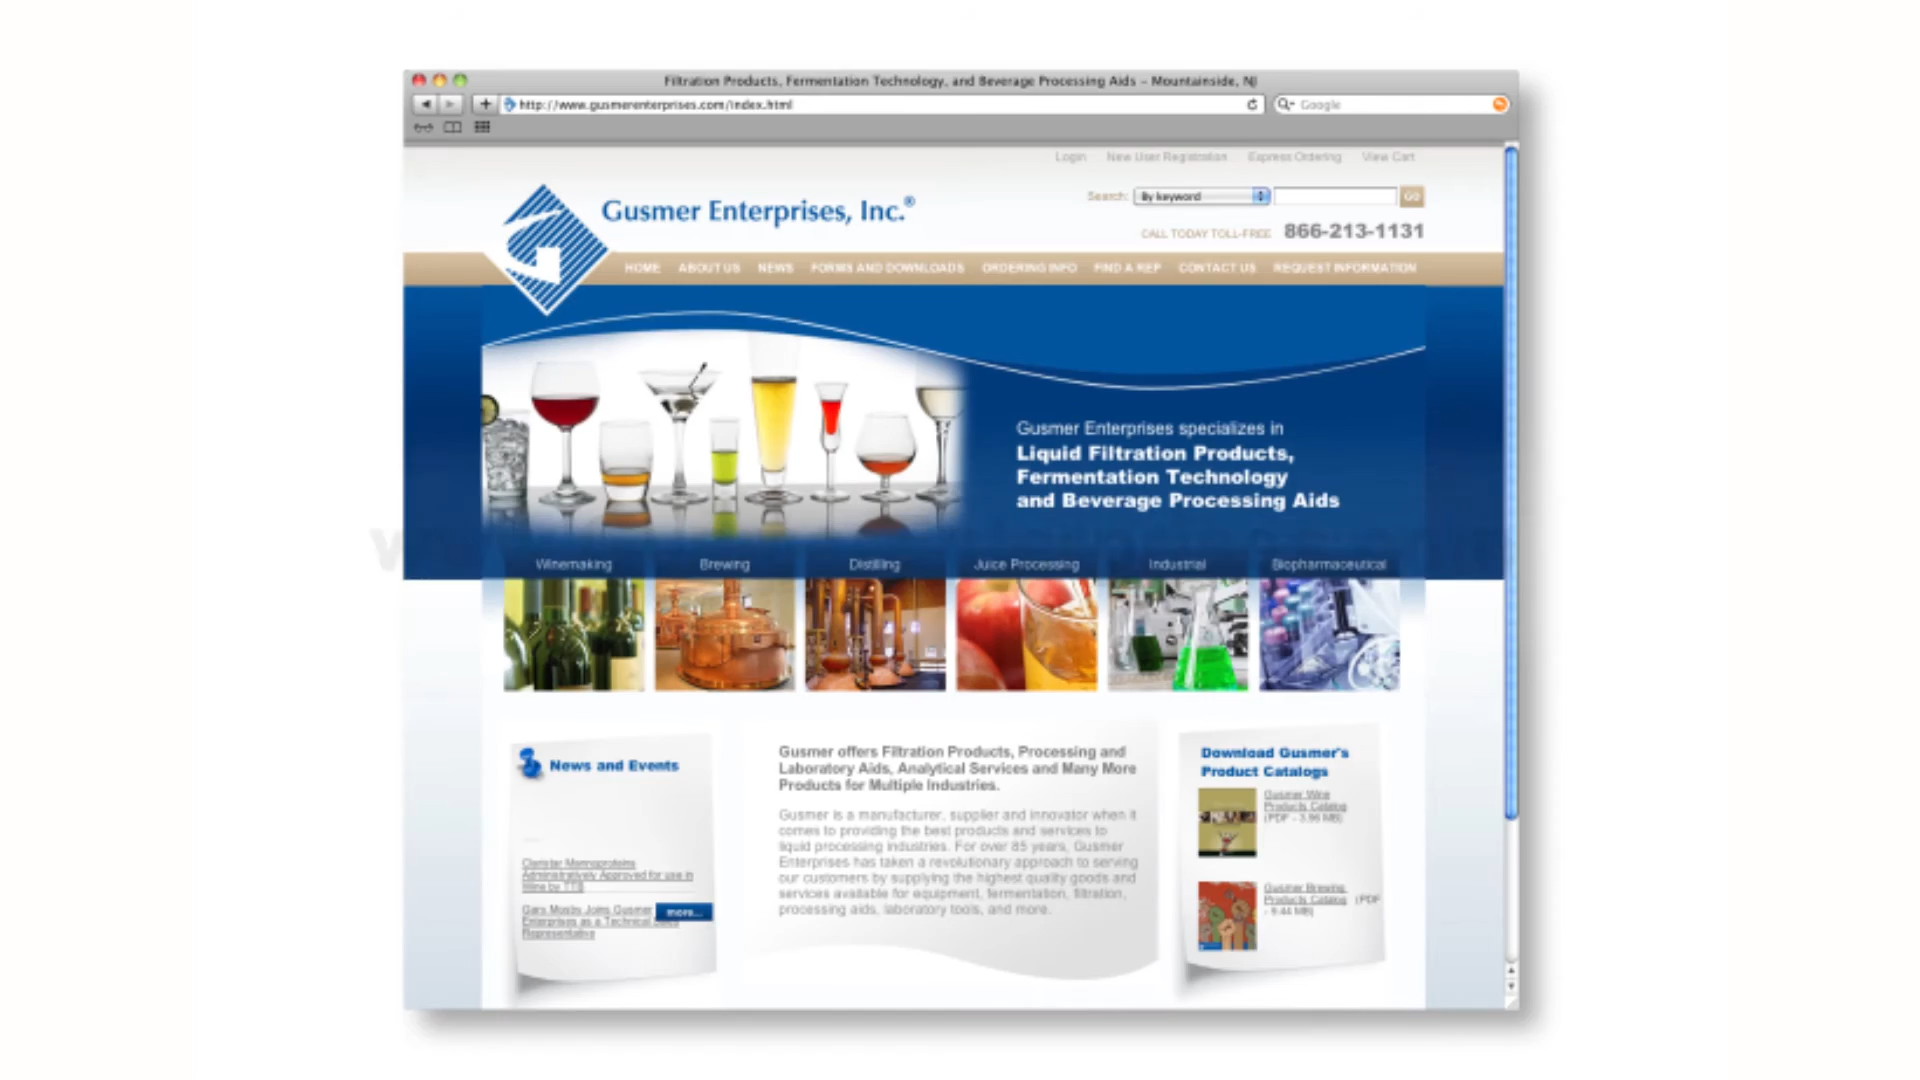 Filtration Products, Fermentation Technology, and Beverage Processing Aids – Mountainside, NJ
http://www.gusmerenterprises.com/index.html
Google
Login New User Registration Express Ordering View Cart
Gusmer Enterprises, Inc.®
Search: By keyword Go
CALL TODAY TOLL-FREE 866-213-1131
HOME ABOUT US NEWS FORMS AND DOWNLOADS ORDERING INFO FIND A REP CONTACT US REQUEST INFORMATION
Gusmer Enterprises specializes in
Liquid Filtration Products,
Fermentation Technology
and Beverage Processing Aids
Winemaking Brewing Distilling Juice Processing Industrial Biopharmaceutical
News and Events
Claristar Mannoproteins
Administratively Approved for use in
Wine by TTB
Gary Mosby Joins Gusmer
Enterprises as a Technical Sales
Representative
more...
Gusmer offers Filtration Products, Processing and
Laboratory Aids, Analytical Services and Many More
Products for Multiple Industries.
Gusmer is a manufacturer, supplier and innovator when it
comes to providing the best products and services to
liquid processing industries. For over 85 years, Gusmer
Enterprises has taken a revolutionary approach to serving
our customers by supplying the highest quality goods and
services available for equipment, fermentation, filtration,
processing aids, laboratory tools, and more.
Download Gusmer's
Product Catalogs
Gusmer Wine
Products Catalog
(PDF - 3.96 MB)
Gusmer Brewing
Products Catalog (PDF
- 9.44 MB)